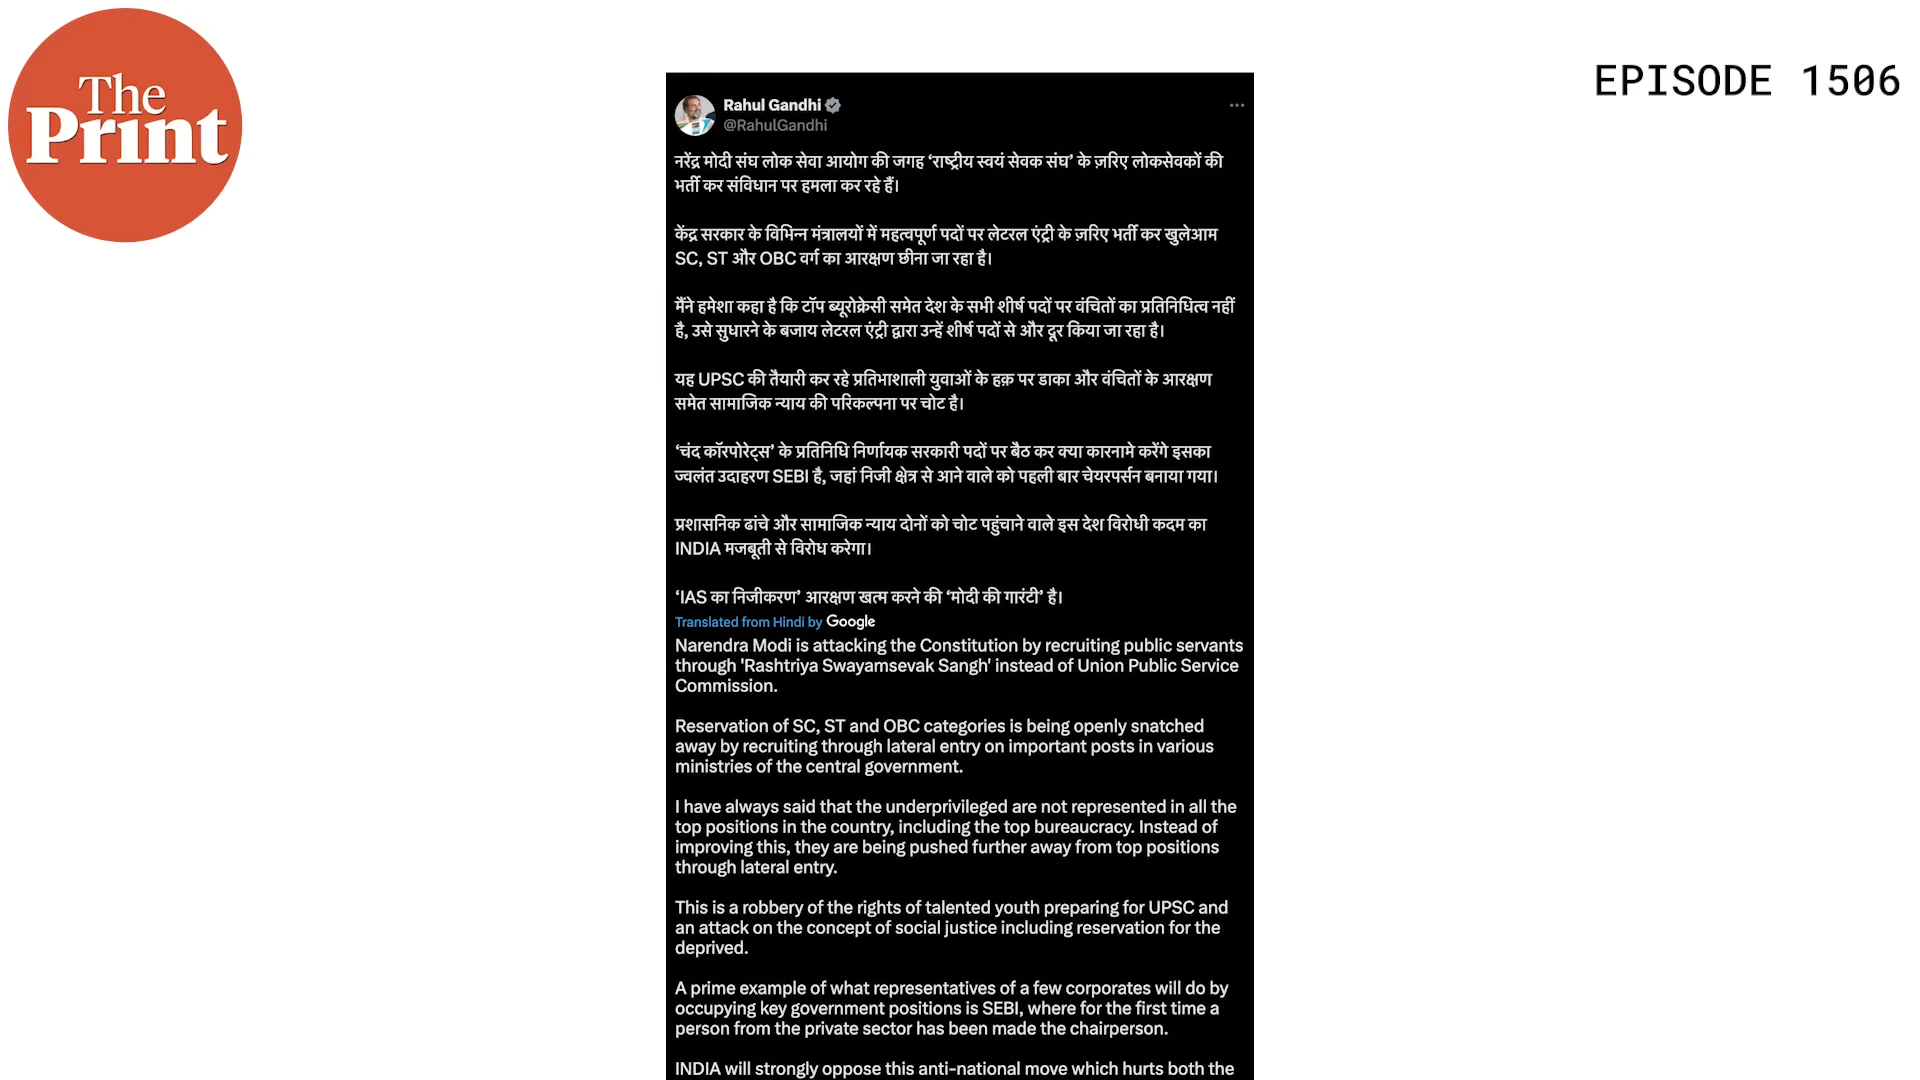 The
Print
EPISODE 1506
Rahul Gandhi
@RahulGandhi
नरेंद्र मोदी संघ लोक सेवा आयोग की जगह ‘राष्ट्रीय स्वयं सेवक संघ’ के ज़रिए लोकसेवकों की
भर्ती कर संविधान पर हमला कर रहे हैं।
केंद्र सरकार के विभिन्न मंत्रालयों में महत्वपूर्ण पदों पर लेटरल एंट्री के ज़रिए भर्ती कर खुलेआम
SC, ST और OBC वर्ग का आरक्षण छीना जा रहा है।
मैंने हमेशा कहा है कि टॉप ब्यूरोक्रेसी समेत देश के सभी शीर्ष पदों पर वंचितों का प्रतिनिधित्व नहीं
है, उसे सुधारने के बजाय लेटरल एंट्री द्वारा उन्हें शीर्ष पदों से और दूर किया जा रहा है।
यह UPSC की तैयारी कर रहे प्रतिभाशाली युवाओं के हक़ पर डाका और वंचितों के आरक्षण
समेत सामाजिक न्याय की परिकल्पना पर चोट है।
‘चंद कॉरपोरेट्स’ के प्रतिनिधि निर्णायक सरकारी पदों पर बैठ कर क्या कारनामे करेंगे इसका
ज्वलंत उदाहरण SEBI है, जहां निजी क्षेत्र से आने वाले को पहली बार चेयरपर्सन बनाया गया।
प्रशासनिक ढांचे और सामाजिक न्याय दोनों को चोट पहुंचाने वाले इस देश विरोधी कदम का
INDIA मजबूती से विरोध करेगा।
‘IAS का निजीकरण’ आरक्षण खत्म करने की ‘मोदी की गारंटी’ है।
Translated from Hindi by Google
Narendra Modi is attacking the Constitution by recruiting public servants
through 'Rashtriya Swayamsevak Sangh' instead of Union Public Service
Commission.
Reservation of SC, ST and OBC categories is being openly snatched
away by recruiting through lateral entry on important posts in various
ministries of the central government.
I have always said that the underprivileged are not represented in all the
top positions in the country, including the top bureaucracy. Instead of
improving this, they are being pushed further away from top positions
through lateral entry.
This is a robbery of the rights of talented youth preparing for UPSC and
an attack on the concept of social justice including reservation for the
deprived.
A prime example of what representatives of a few corporates will do by
occupying key government positions is SEBI, where for the first time a
person from the private sector has been made the chairperson.
INDIA will strongly oppose this anti-national move which hurts both the